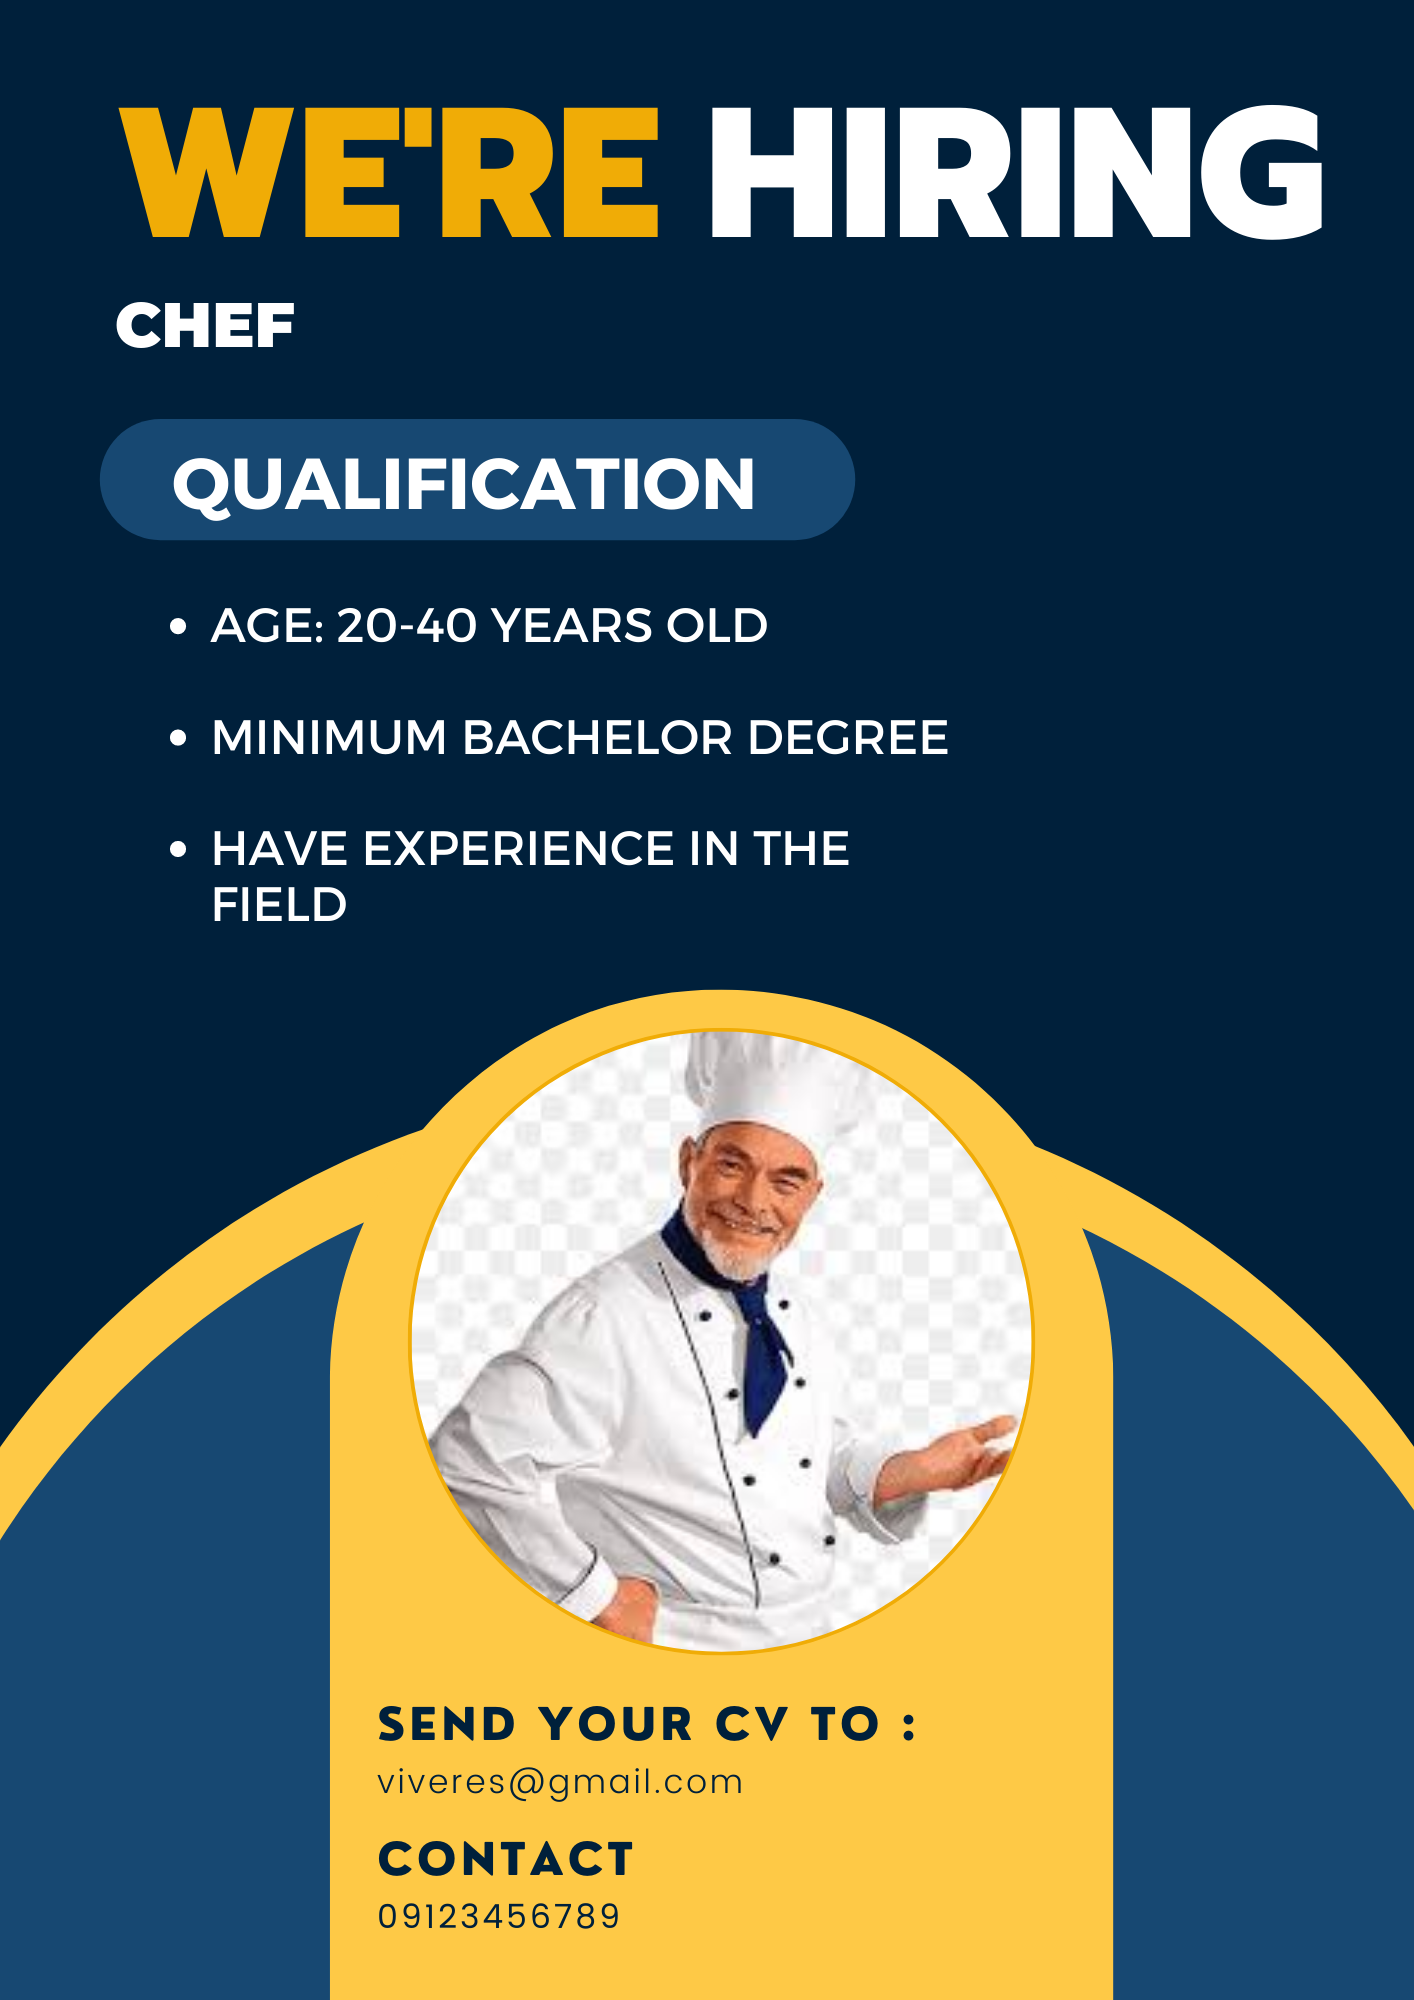 WE'RE HIRING
CHEF
QUALIFICATION
• AGE: 20-40 YEARS OLD
• MINIMUM BACHELOR DEGREE
• HAVE EXPERIENCE IN THE
FIELD
SEND YOUR CV TO :
viveres@gmail.com
CONTACT
09123456789